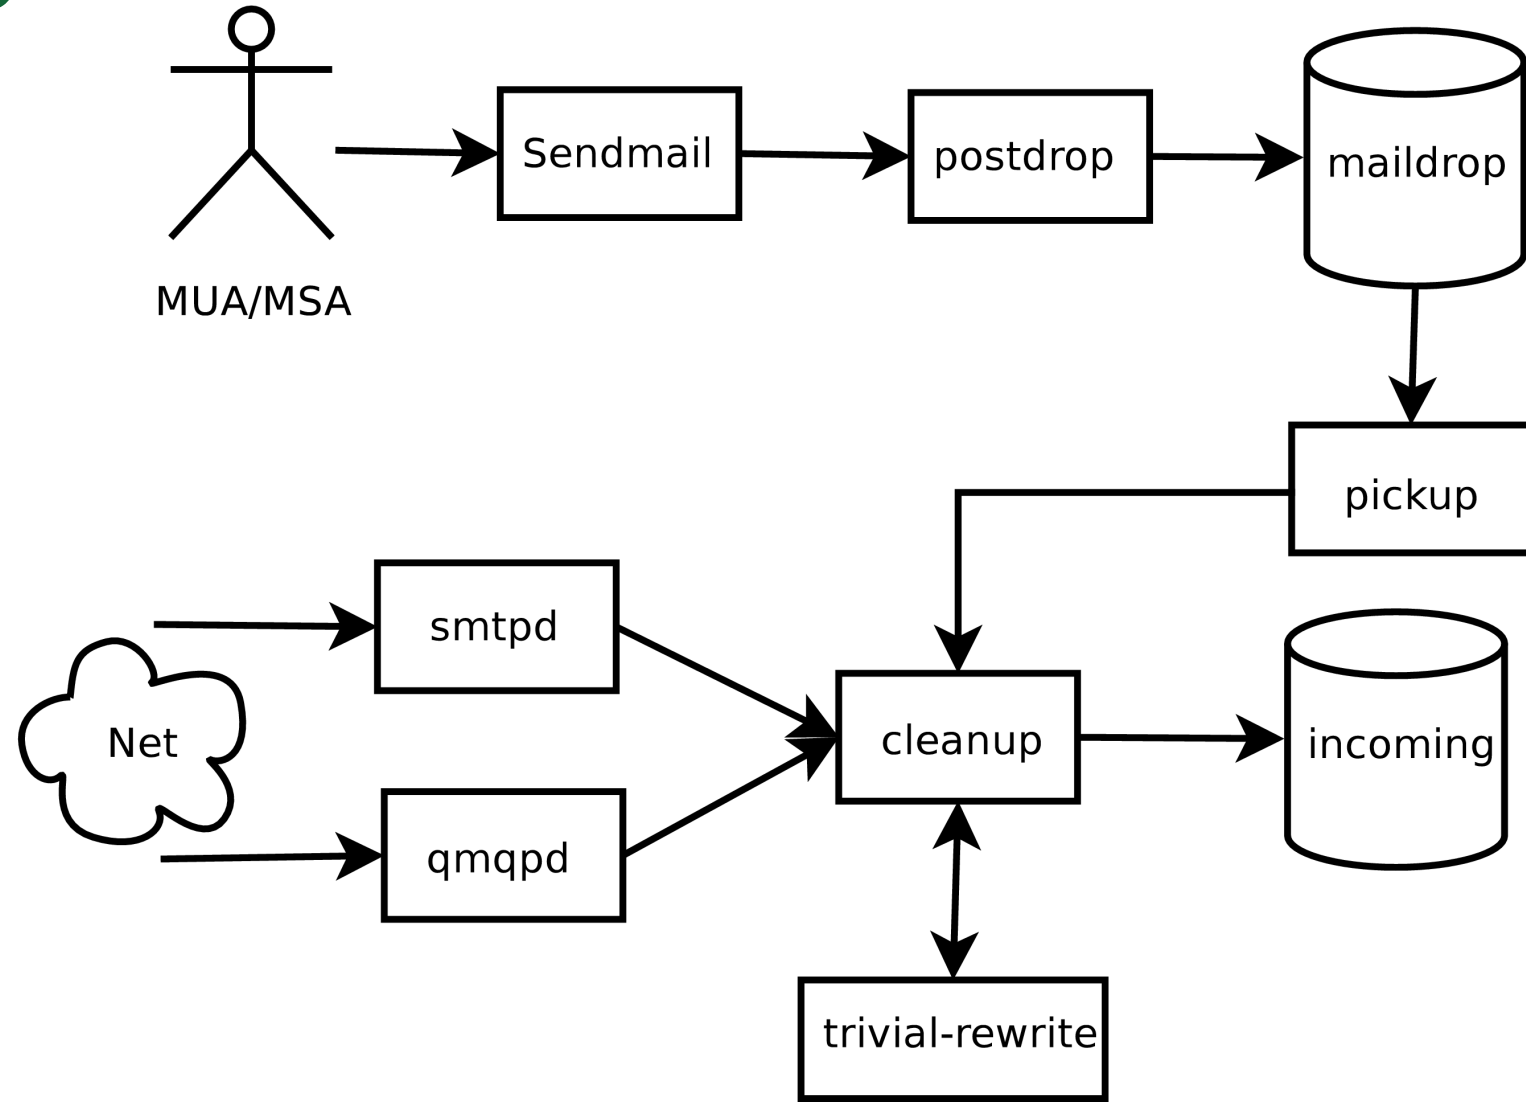 Sendmail
postdrop
maildrop
MUA/MSA
pickup
smtpd
Net
cleanup
incoming
qmqpd
trivial-rewrite